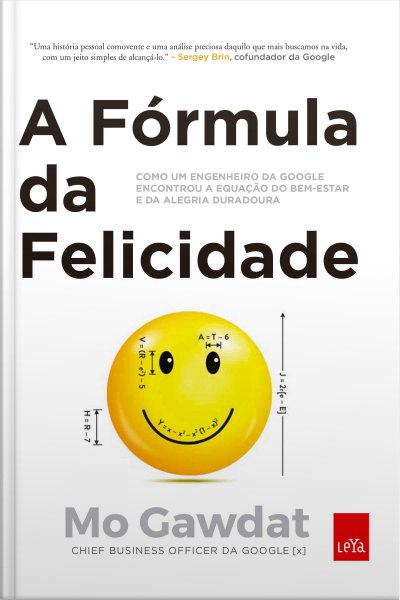 "Uma história pessoal comovente e uma análise preciosa daquilo que mais buscamos na vida,
com um jeito simples de alcançá-lo." – Sergey Brin, cofundador da Google
A Fórmula
da
COMO UM ENGENHEIRO DA GOOGLE
ENCONTROU A EQUAÇÃO DO BEM-ESTAR
E DA ALEGRIA DURADOURA
Felicidade
A=T-6
H=R-7
Mo Gawdat
CHIEF BUSINESS OFFICER DA GOOGLE [x]
LeYa